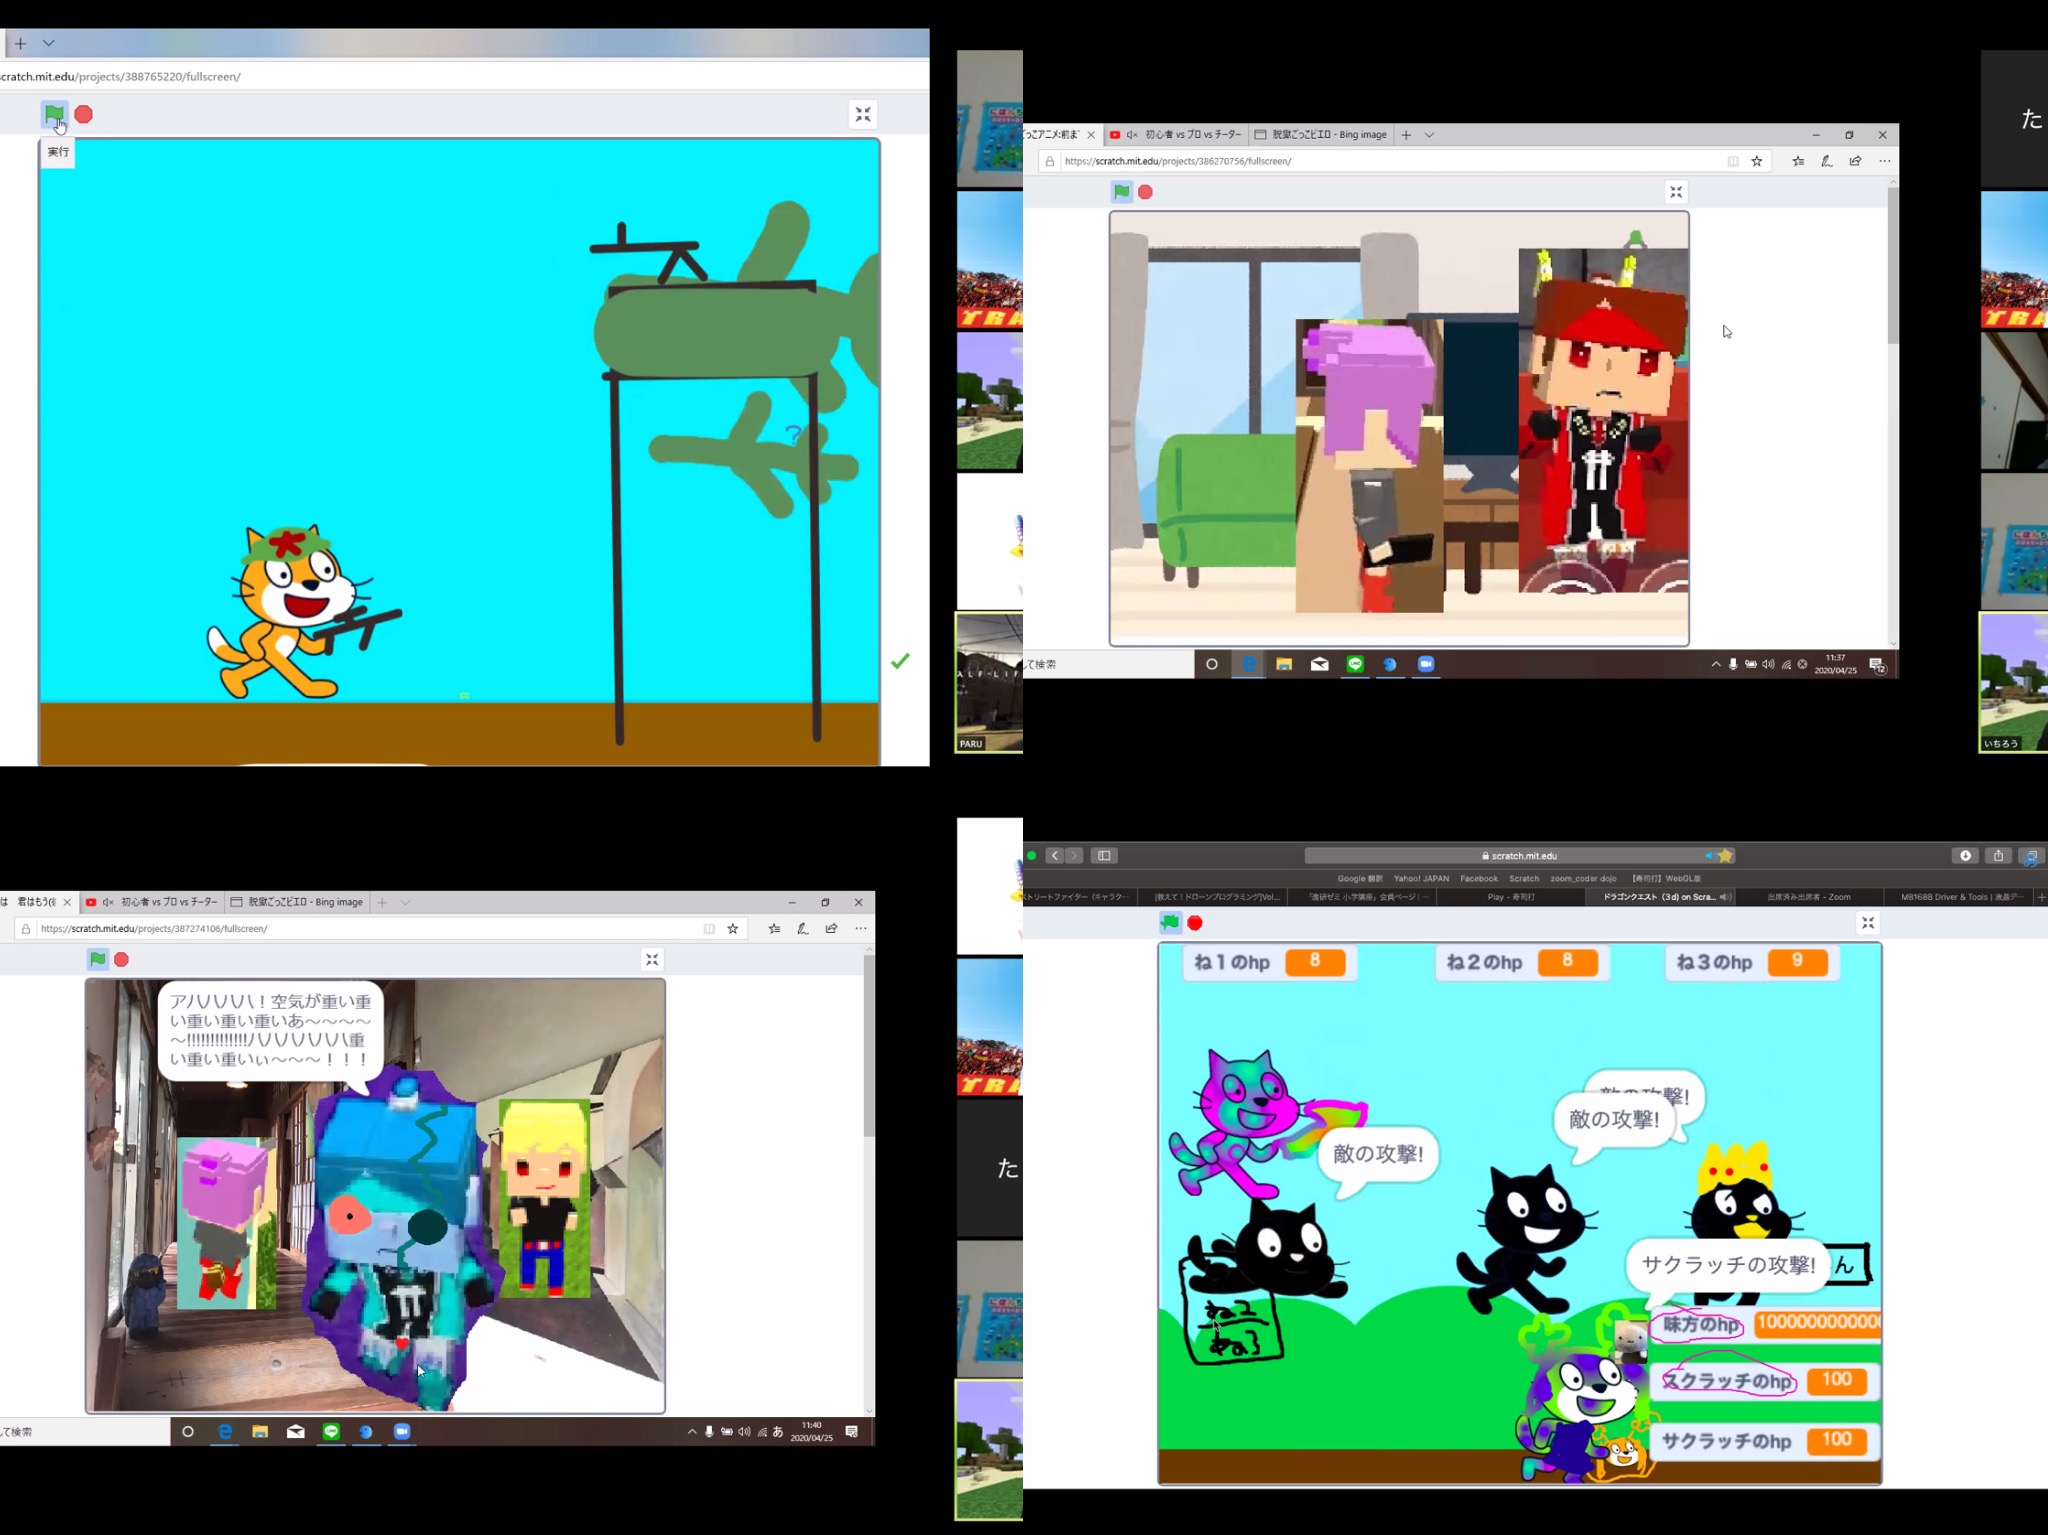 cratch.mit.edu/projects/388765220/fullscreen/
実行
TRA
PARU
た
っこアニメ:前ま
初心者 vs プロ vs チーター
脱獄ごっこピエロ - Bing image
https://scratch.mit.edu/projects/386270756/fullscreen/
て検索
11:37
2020/04/25
12
TRA
いちろう
は 君はもう(
初心者 vs プロ vs チーター
脱獄ごっこピエロ - Bing image
https://scratch.mit.edu/projects/387274106/fullscreen/
アハハハハ！空気が重い重
い重い重い重いあ～～～～
～!!!!!!!!!!!!!ハハハハハハハ重
い重い重いぃ～～～！！！
て検索
あ
11:40
2020/04/25
TRA
た
scratch.mit.edu
Google 翻訳 Yahoo! JAPAN Facebook Scratch zoom_coder dojo 【寿司打】WebGL版
ストリートファイター（キャラク…
[教えて！ドローンプログラミング]Vol…
「進研ゼミ 小学講座」会員ページ｜…
Play - 寿司打
ドラゴンクエスト（3d) on Scra…
出席済み出席者 - Zoom
MB168B Driver & Tools | 液晶デ…
ね１のhp 8
ね２のhp 8
ね３のhp 9
敵の攻撃!
敵の攻撃!
敵の攻撃!
サクラッチの攻撃!
ん
ね2
ね3
味方のhp 1000000000000
スクラッチのhp 100
サクラッチのhp 100